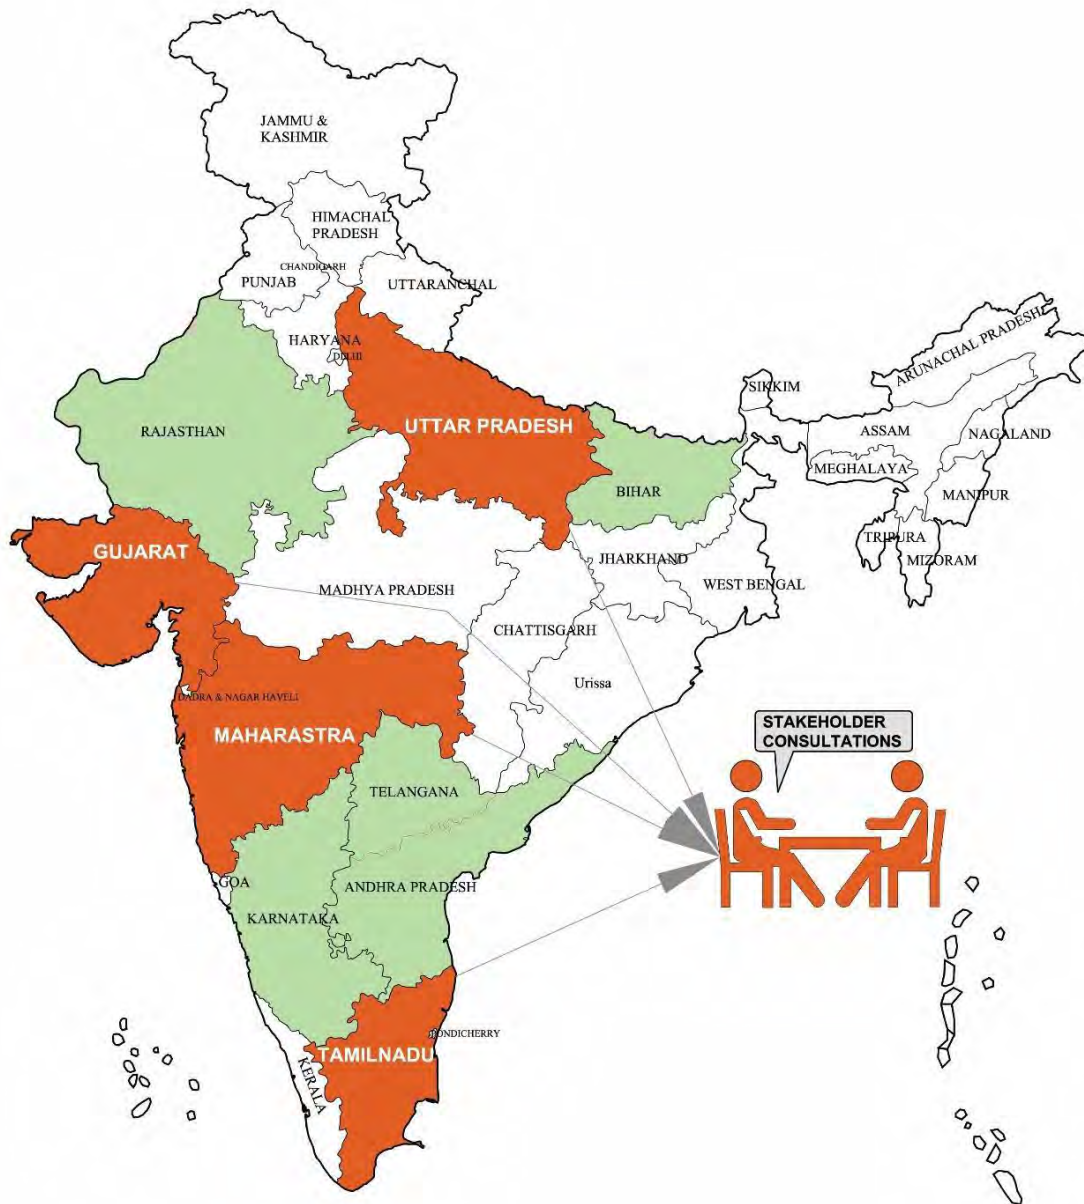 JAMMU &
KASHMIR
HIMACHAL
PRADESH
CHANDIGARH
PUNJAB
UTTARANCHAL
HARYANA
DELHI
ARUNACHAL PRADESH
SIKKIM
RAJASTHAN
UTTAR PRADESH
ASSAM
NAGALAND
MEGHALAYA
BIHAR
MANIPUR
GUJARAT
JHARKHAND
TRIPURA
MIZORAM
MADHYA PRADESH
WEST BENGAL
CHATTISGARH
Urissa
DADRA & NAGAR HAVELI
MAHARASTRA
STAKEHOLDER
CONSULTATIONS
TELANGANA
GOA
ANDHRA PRADESH
KARNATAKA
PONDICHERRY
TAMILNADU
KERALA